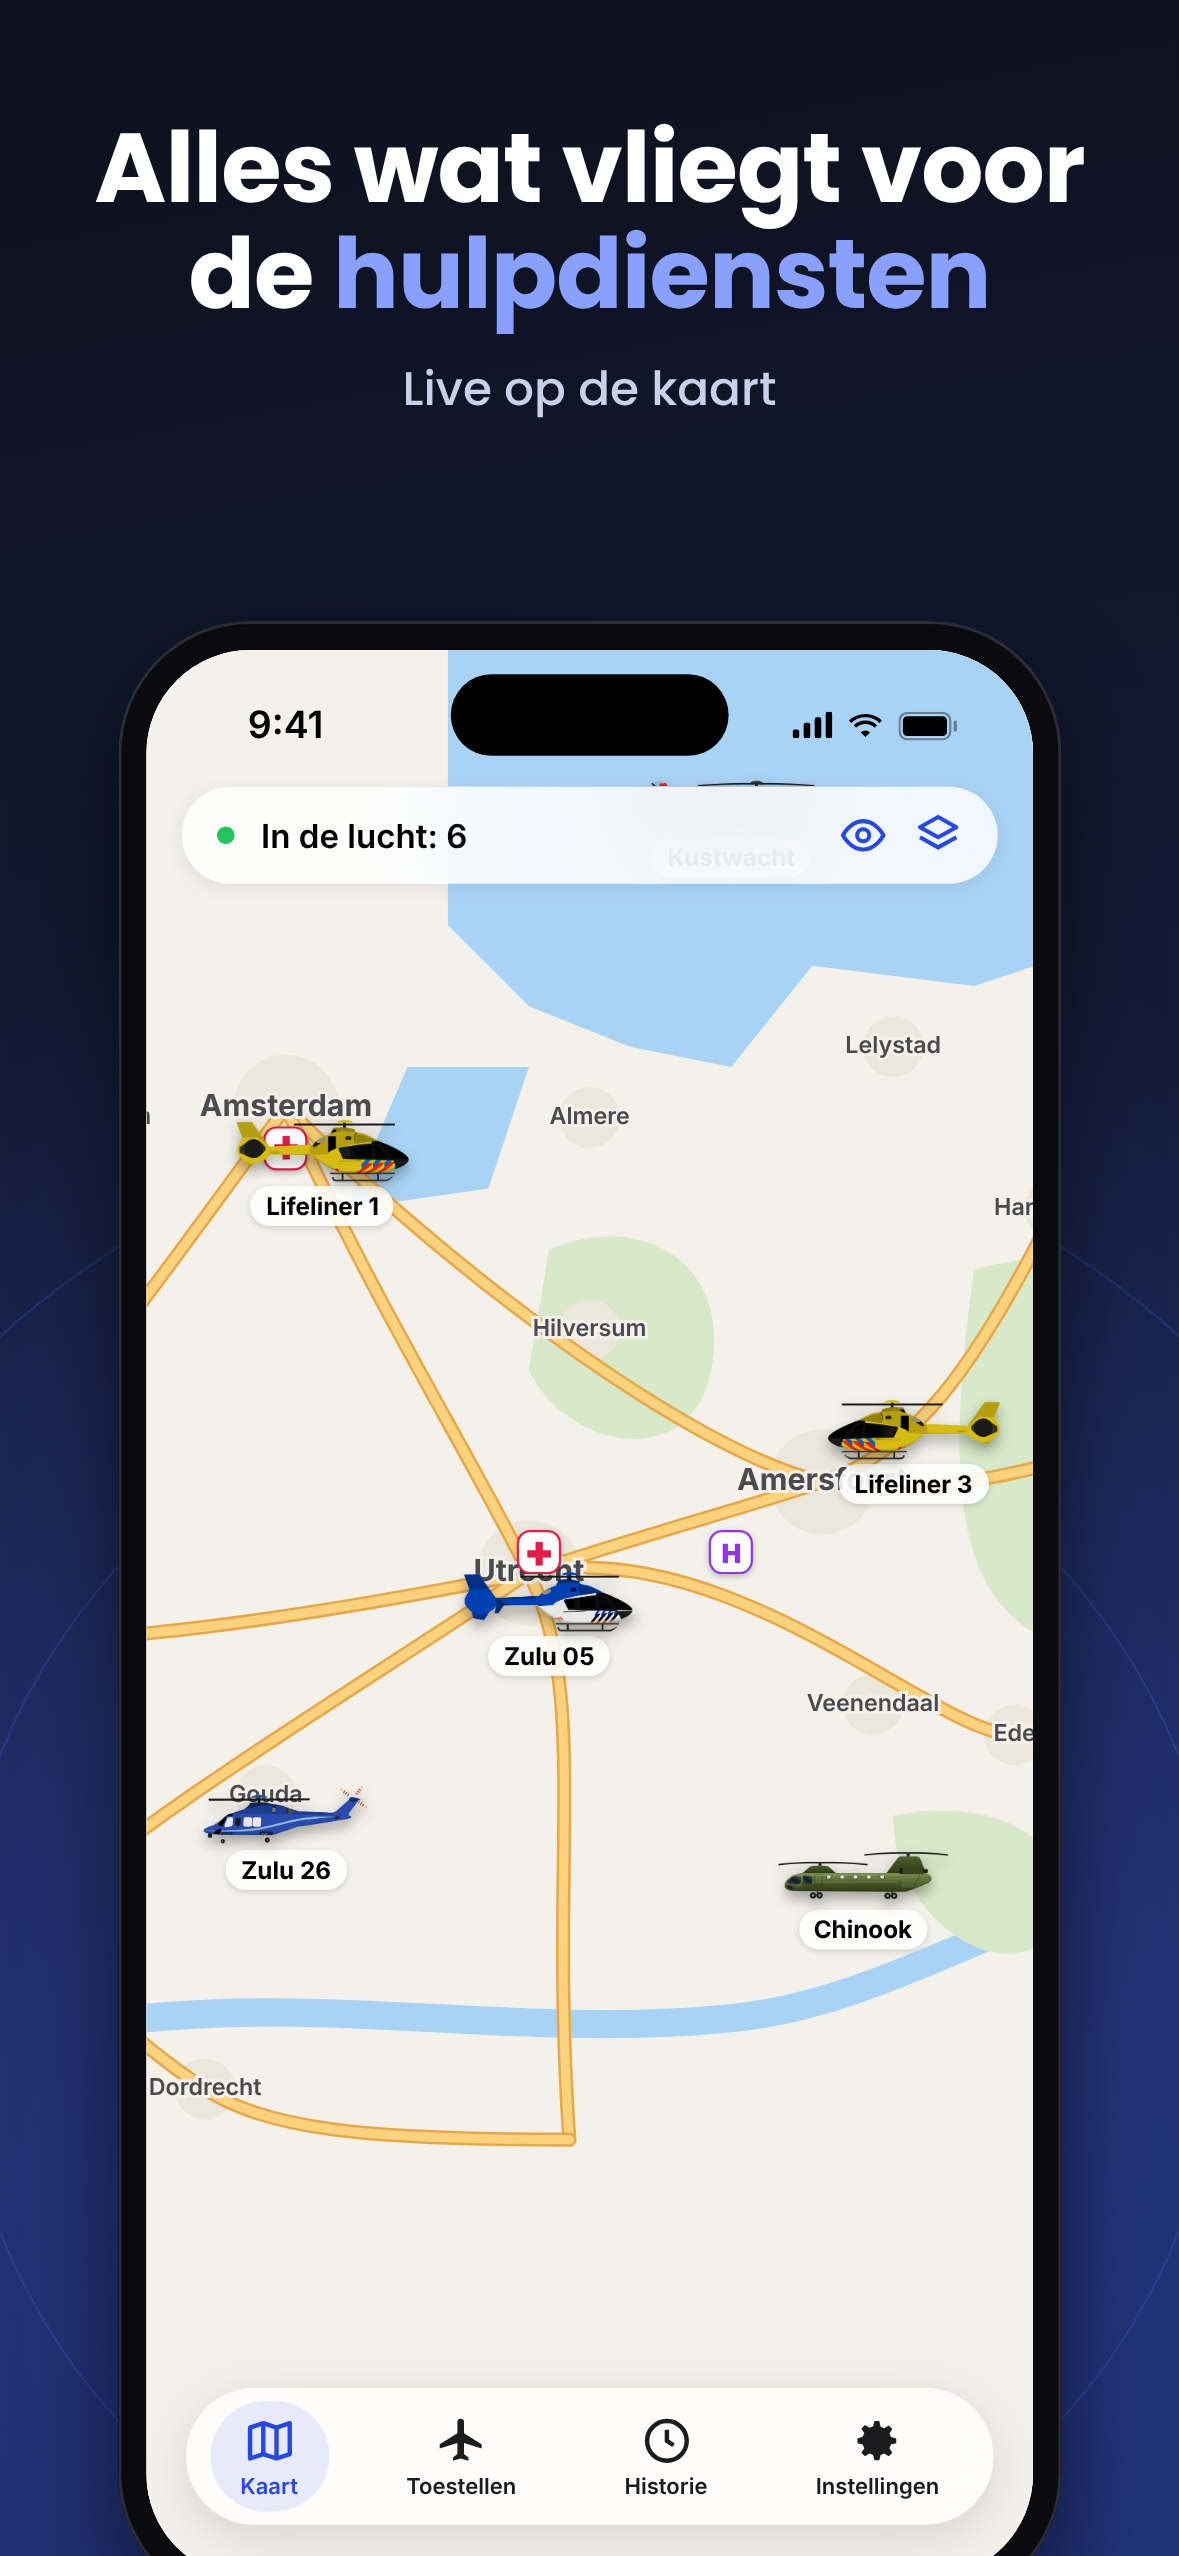 Alles wat vliegt voor
de hulpdiensten
Live op de kaart
9:41
In de lucht: 6
Kustwacht
Lelystad
Amsterdam
Almere
Lifeliner 1
Har
Hilversum
Lifeliner 3
H
Zulu 05
Veenendaal
Ede
Gouda
Zulu 26
Chinook
Dordrecht
Kaart
Toestellen
Historie
Instellingen